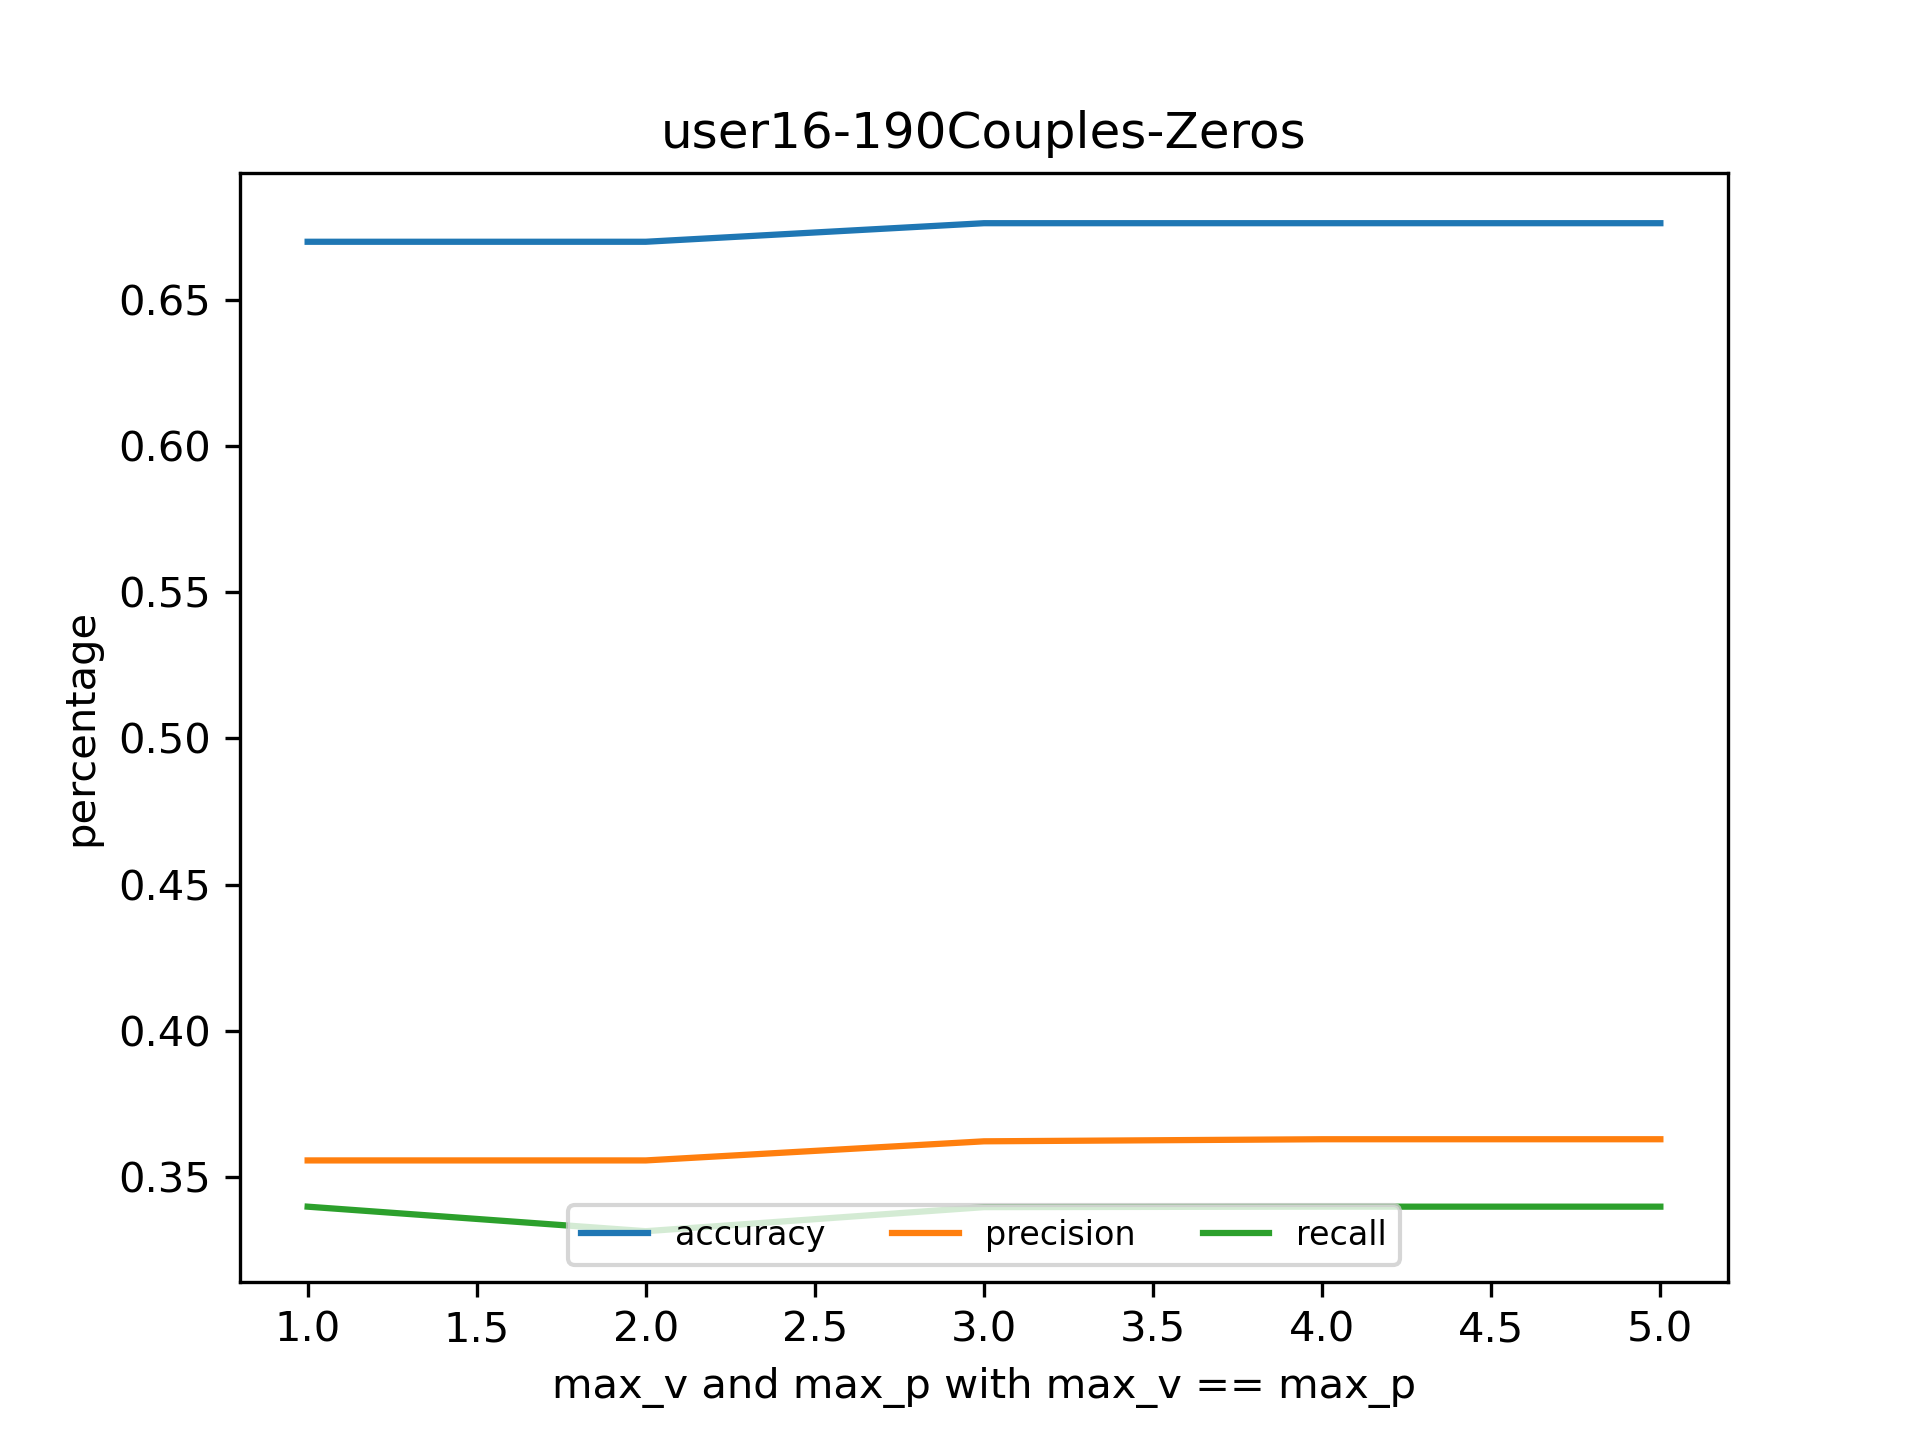 user16-190Couples-Zeros
percentage
0.65
0.60
0.55
0.50
0.45
0.40
0.35
accuracy precision recall
1.0 1.5 2.0 2.5 3.0 3.5 4.0 4.5 5.0
max_v and max_p with max_v == max_p